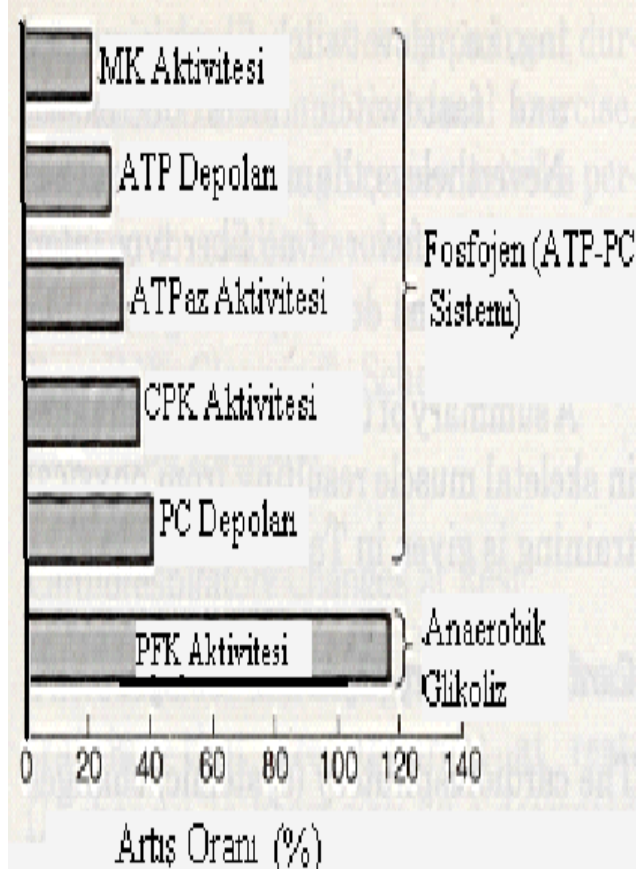 MK Aktivitesi
ATP Depoları
ATPaz Aktivitesi
CPK Aktivitesi
PC Depoları
Fosfojen (ATP-PC
Sistemi)
PFK Aktivitesi
Anaerobik
Glikoliz
0 20 40 60 80 100 120 140
Artış Oranı (%)